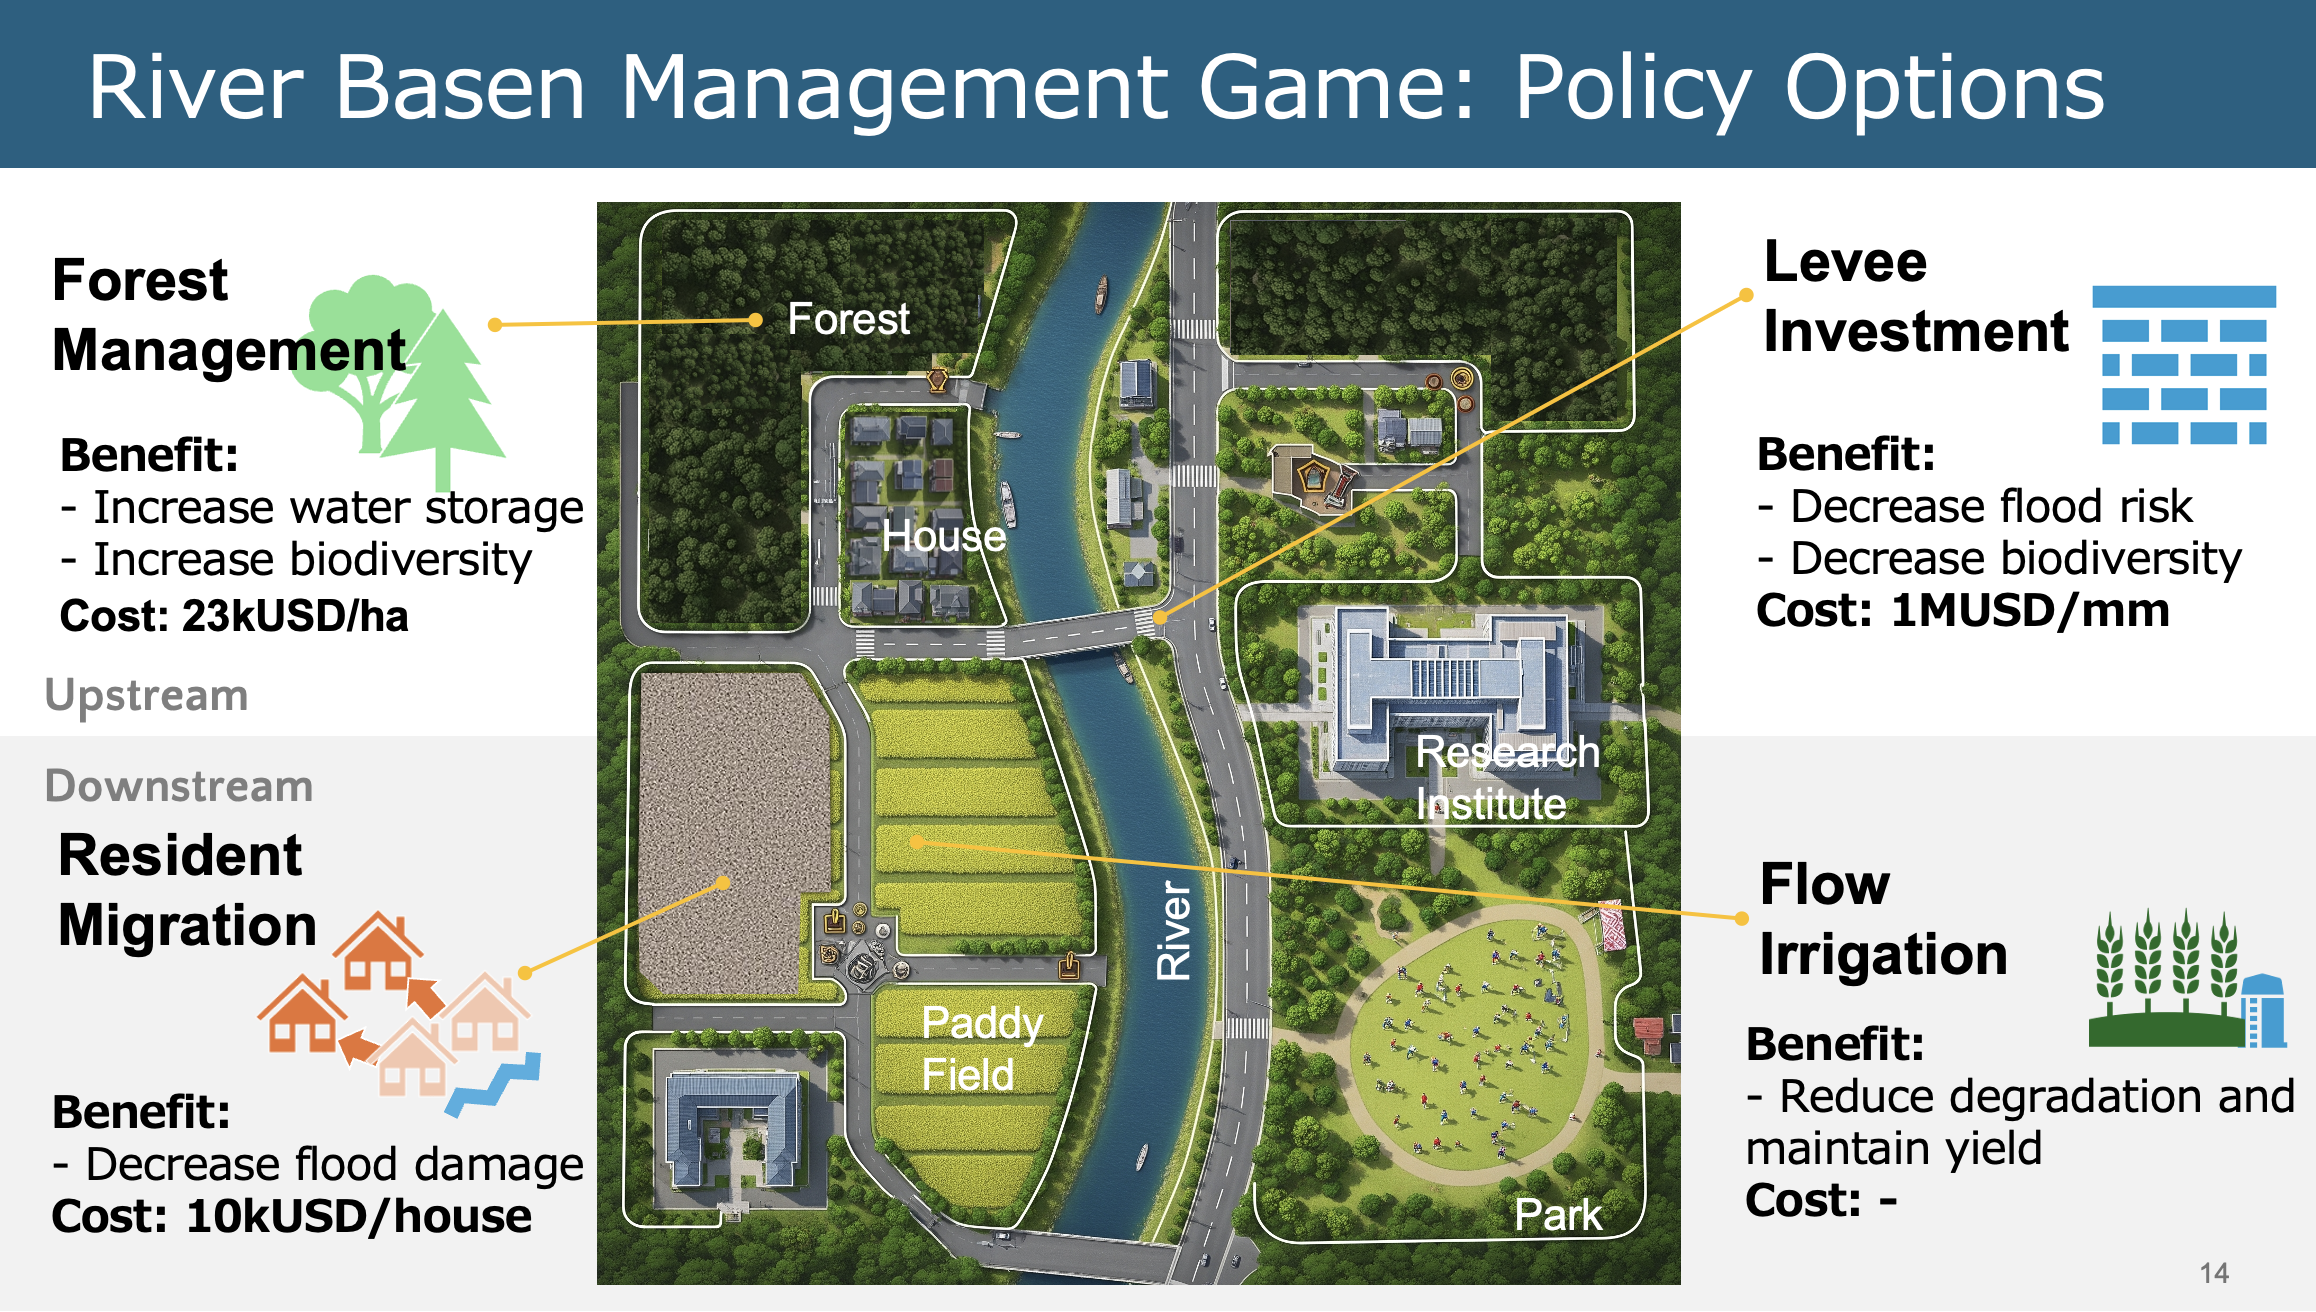 River Basen Management Game: Policy Options
Forest
Management
Benefit:
- Increase water storage
- Increase biodiversity
Cost: 23kUSD/ha
Upstream
Downstream
Resident
Migration
Benefit:
- Decrease flood damage
Cost: 10kUSD/house
Forest
House
Research
Institute
River
Paddy
Field
Park
Levee
Investment
Benefit:
- Decrease flood risk
- Decrease biodiversity
Cost: 1MUSD/mm
Flow
Irrigation
Benefit:
- Reduce degradation and
maintain yield
Cost: -
14